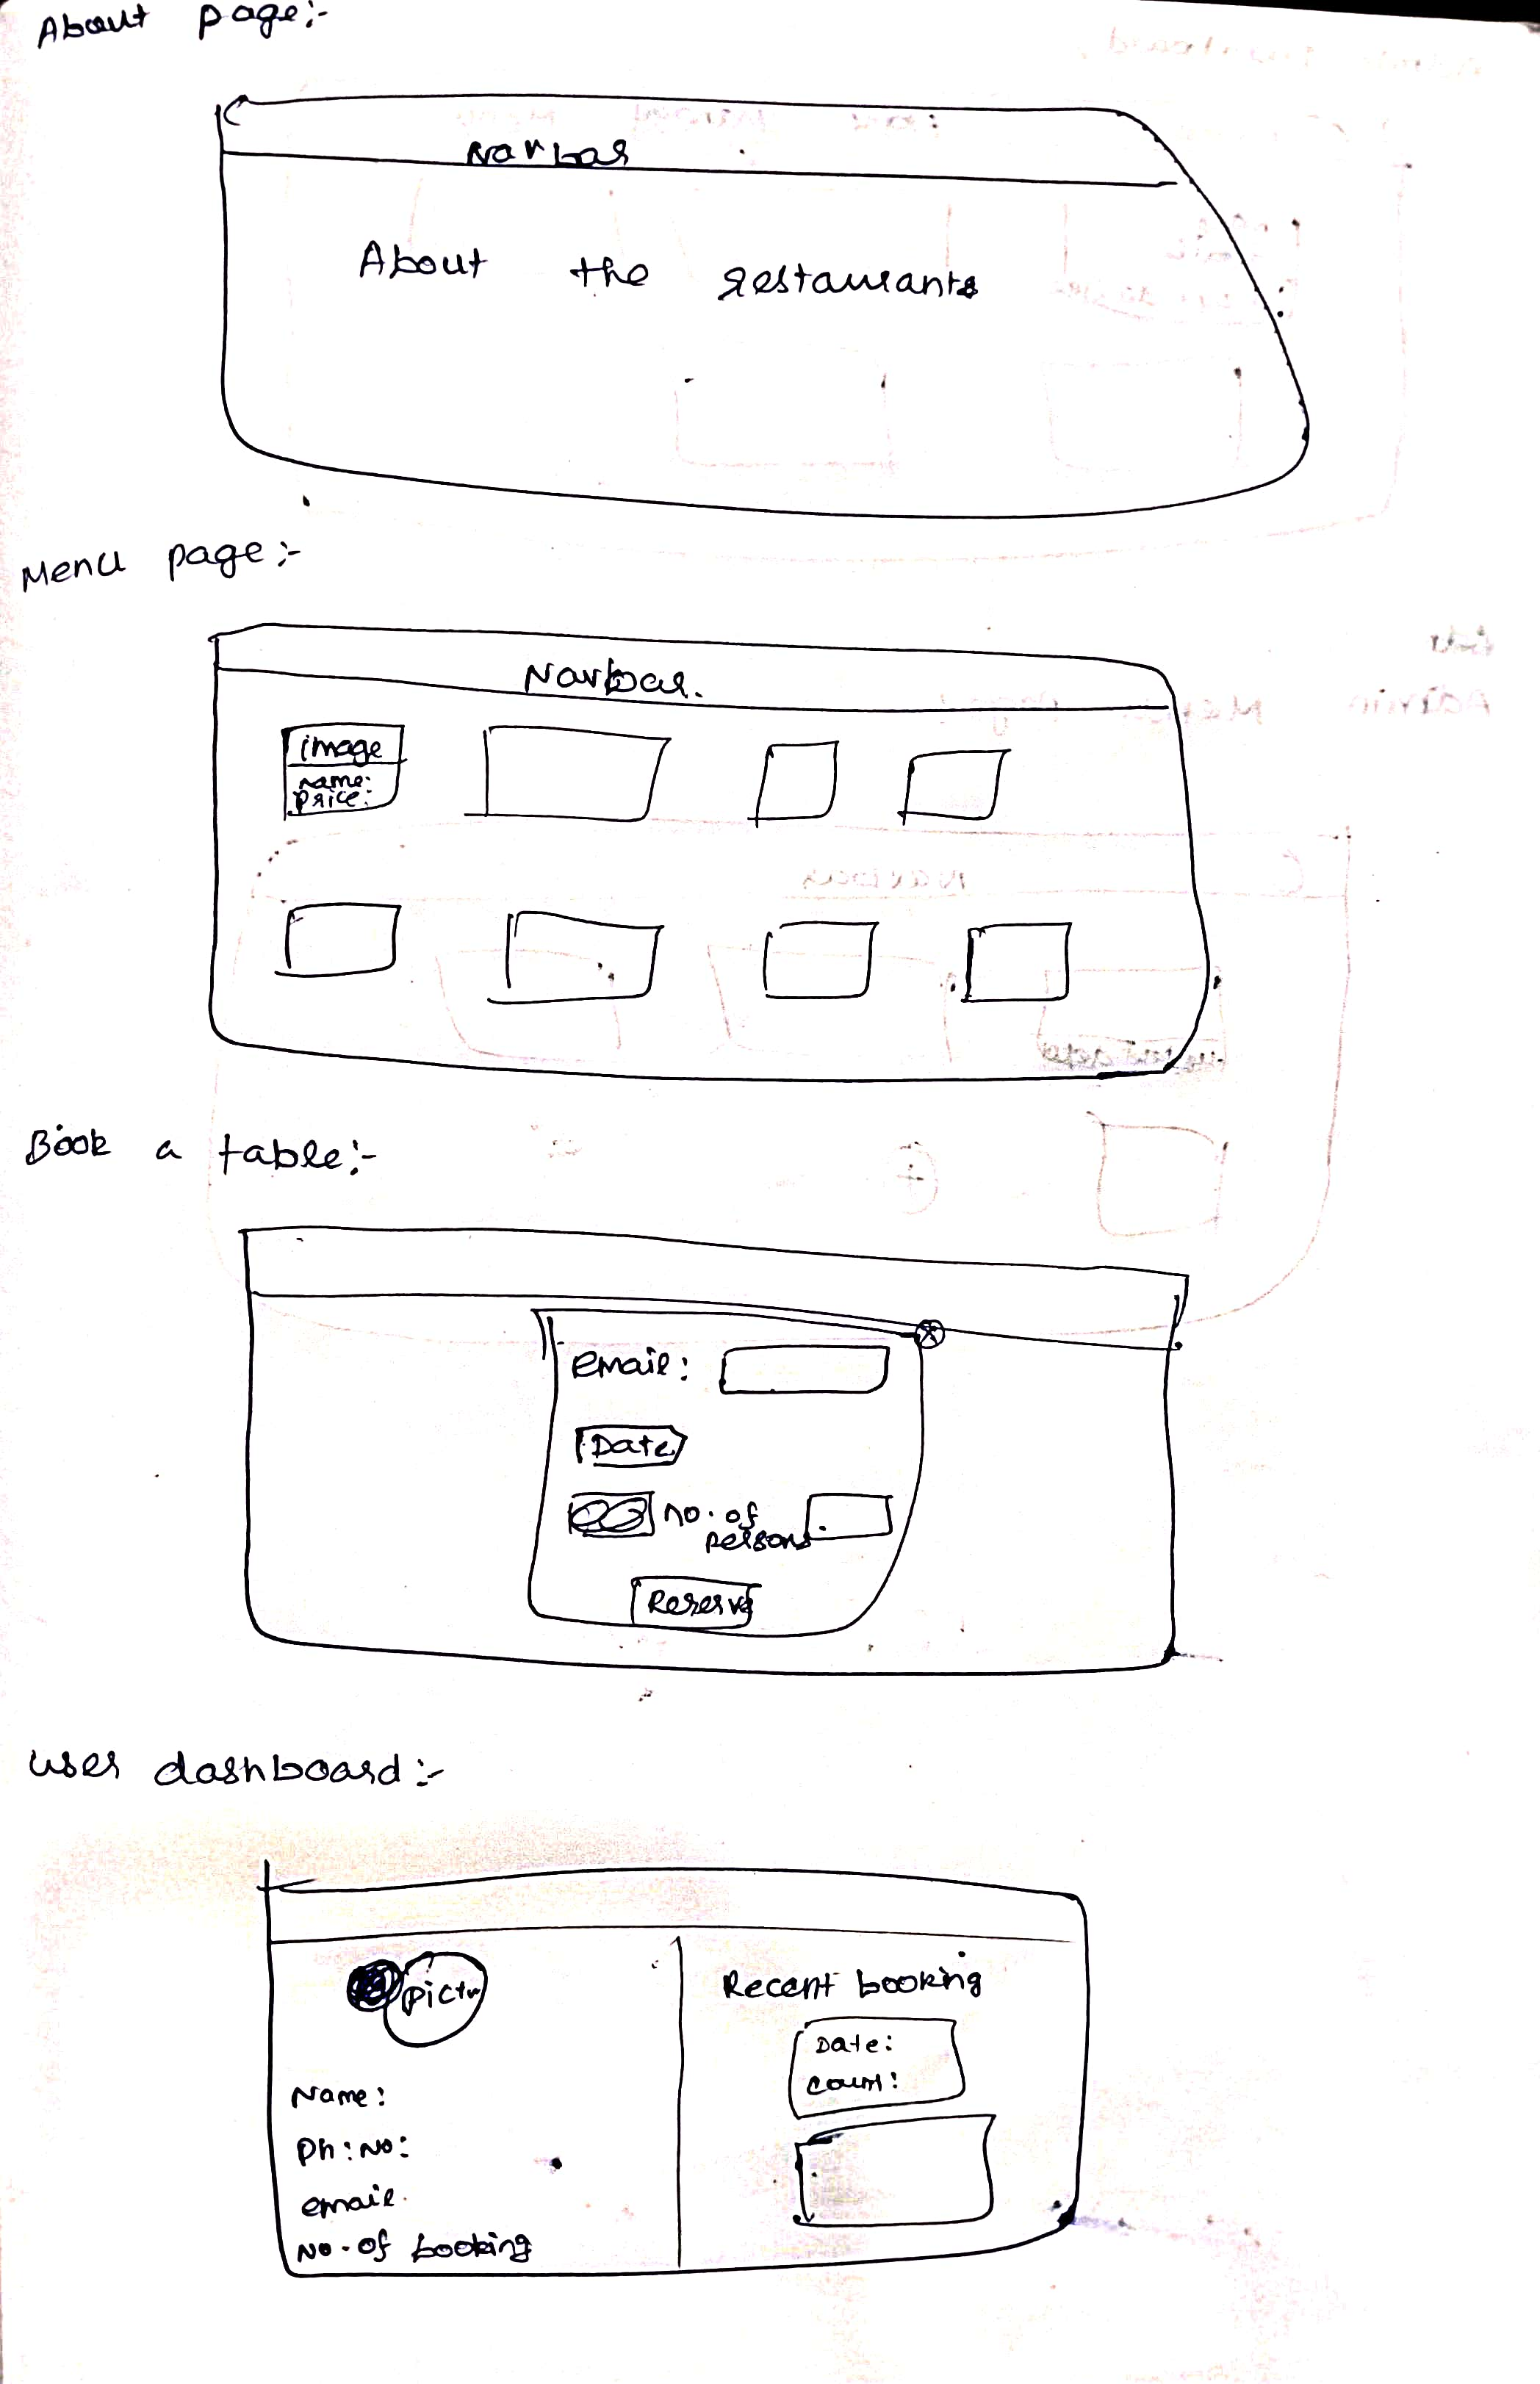 About page:-
Navbar
About the restaurants
Menu page:-
Navbar.
image
name:
price:
Book a table:-
email:
Date
no. of
persons
Reserve
user dashboard:-
pictu
Recent booking
Date:
count:
Name:
Ph: No:
email.
No. of booking